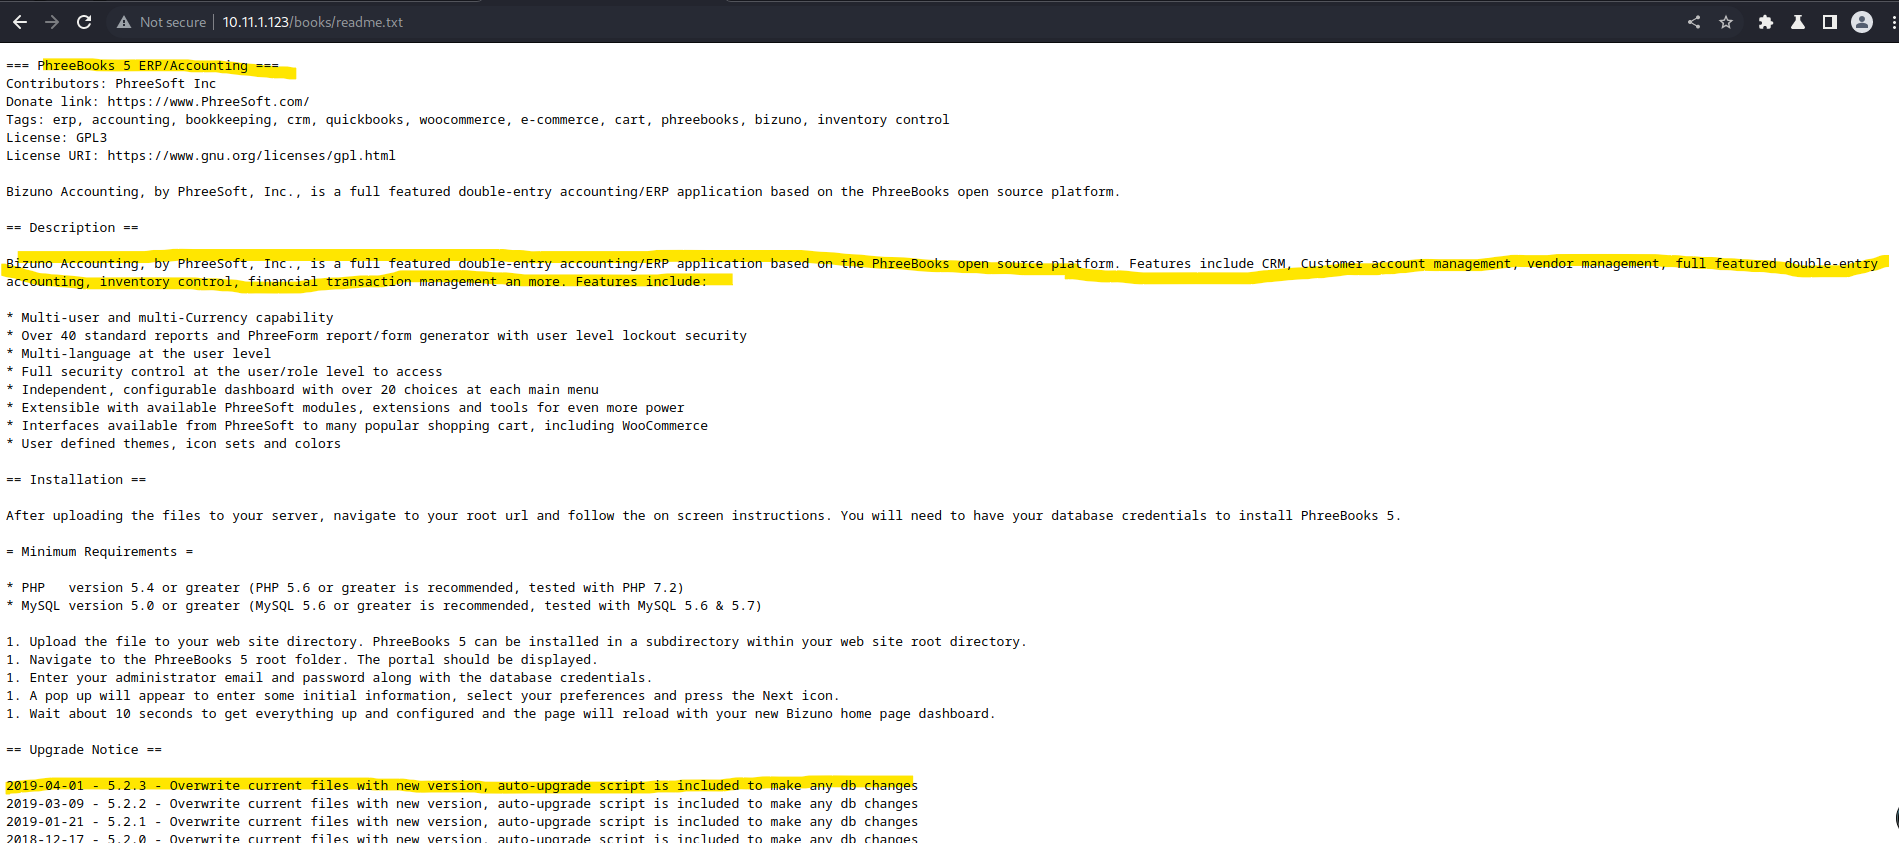 Not secure 10.11.1.123/books/readme.txt
=== PhreeBooks 5 ERP/Accounting ===
Contributors: PhreeSoft Inc
Donate link: https://www.PhreeSoft.com/
Tags: erp, accounting, bookkeeping, crm, quickbooks, woocommerce, e-commerce, cart, phreebooks, bizuno, inventory control
License: GPL3
License URI: https://www.gnu.org/licenses/gpl.html
Bizuno Accounting, by PhreeSoft, Inc., is a full featured double-entry accounting/ERP application based on the PhreeBooks open source platform.
== Description ==
Bizuno Accounting, by PhreeSoft, Inc., is a full featured double-entry accounting/ERP application based on the PhreeBooks open source platform. Features include CRM, Customer account management, vendor management, full featured double-entry
accounting, inventory control, financial transaction management an more. Features include:
* Multi-user and multi-Currency capability
* Over 40 standard reports and PhreeForm report/form generator with user level lockout security
* Multi-language at the user level
* Full security control at the user/role level to access
* Independent, configurable dashboard with over 20 choices at each main menu
* Extensible with available PhreeSoft modules, extensions and tools for even more power
* Interfaces available from PhreeSoft to many popular shopping cart, including WooCommerce
* User defined themes, icon sets and colors
== Installation ==
After uploading the files to your server, navigate to your root url and follow the on screen instructions. You will need to have your database credentials to install PhreeBooks 5.
= Minimum Requirements =
* PHP   version 5.4 or greater (PHP 5.6 or greater is recommended, tested with PHP 7.2)
* MySQL version 5.0 or greater (MySQL 5.6 or greater is recommended, tested with MySQL 5.6 & 5.7)
1. Upload the file to your web site directory. PhreeBooks 5 can be installed in a subdirectory within your web site root directory.
1. Navigate to the PhreeBooks 5 root folder. The portal should be displayed.
1. Enter your administrator email and password along with the database credentials.
1. A pop up will appear to enter some initial information, select your preferences and press the Next icon.
1. Wait about 10 seconds to get everything up and configured and the page will reload with your new Bizuno home page dashboard.
== Upgrade Notice ==
2019-04-01 - 5.2.3 - Overwrite current files with new version, auto-upgrade script is included to make any db changes
2019-03-09 - 5.2.2 - Overwrite current files with new version, auto-upgrade script is included to make any db changes
2019-01-21 - 5.2.1 - Overwrite current files with new version, auto-upgrade script is included to make any db changes
2018-12-17 - 5.2.0 - Overwrite current files with new version, auto-upgrade script is included to make any db changes